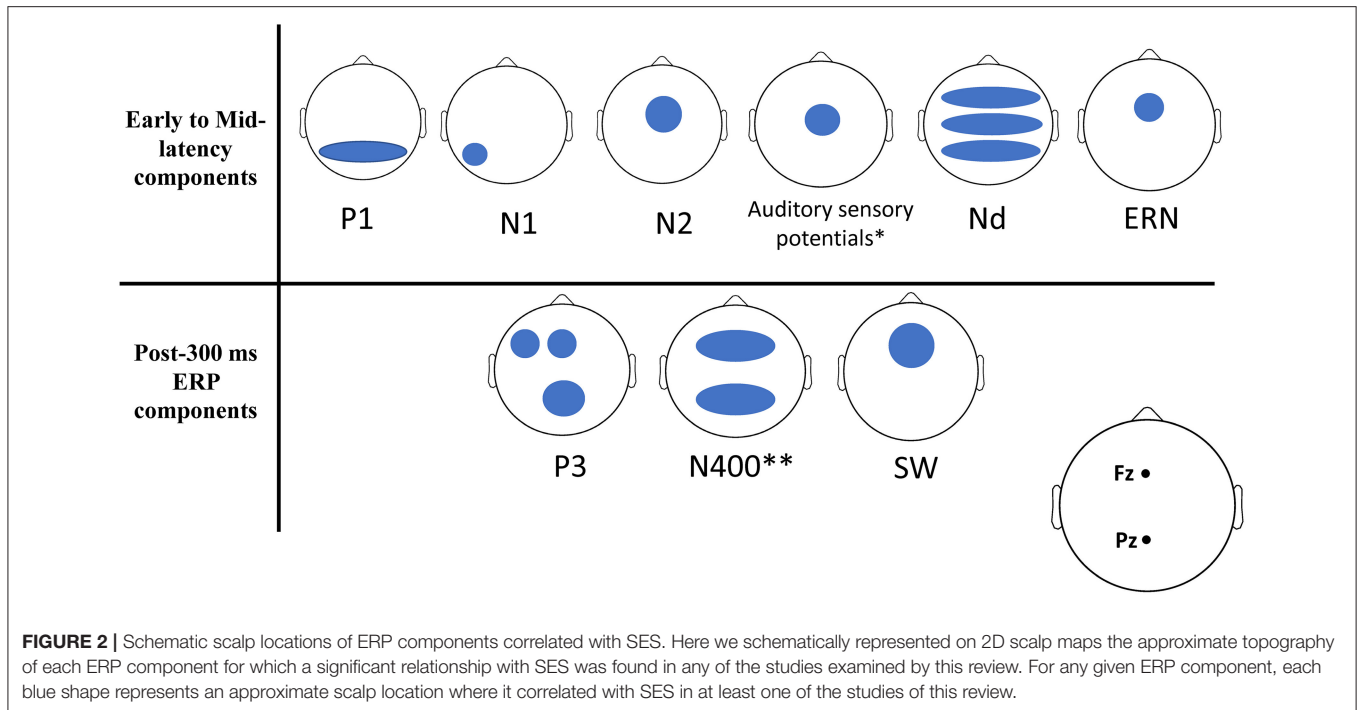 Early to Mid-
latency
components
P1
N1
N2
Auditory sensory
potentials*
Nd
ERN
Post-300 ms
ERP
components
P3
N400**
SW
Fz
Pz
FIGURE 2 | Schematic scalp locations of ERP components correlated with SES. Here we schematically represented on 2D scalp maps the approximate topography
of each ERP component for which a significant relationship with SES was found in any of the studies examined by this review. For any given ERP component, each
blue shape represents an approximate scalp location where it correlated with SES in at least one of the studies of this review.